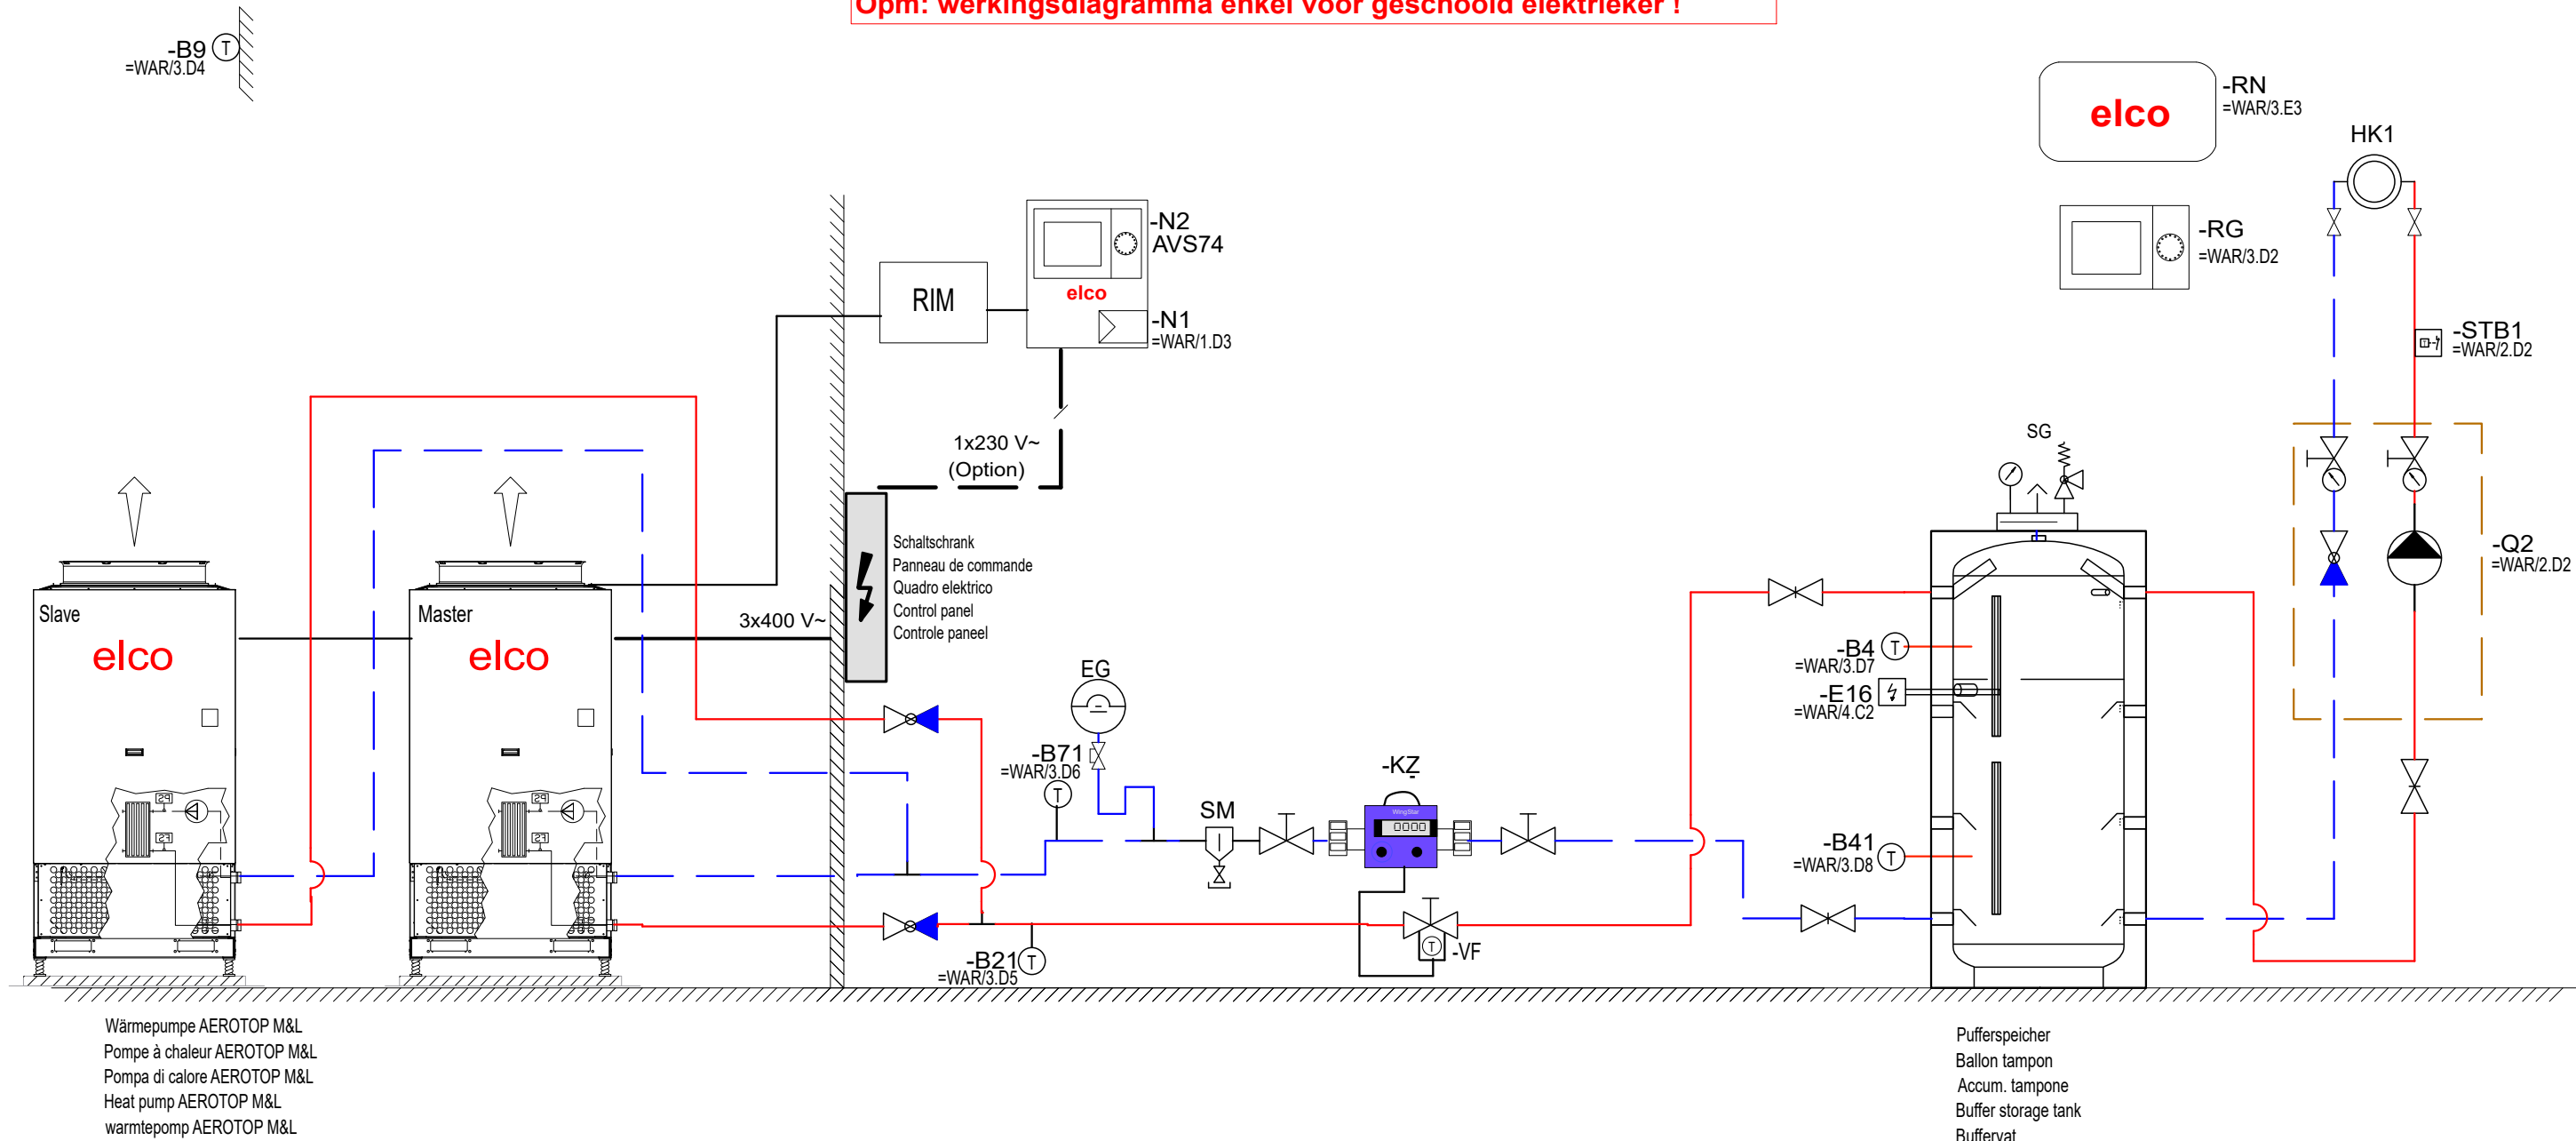 Opm: werkingsdiagramma enkel voor geschoold elektrieker !
-B9
=WAR/3.D4
T
elco
-RN
=WAR/3.E3
HK1
-RG
=WAR/3.D2
-N2
AVS74
RIM
elco
-N1
=WAR/1.D3
-STB1
=WAR/2.D2
1x230 V~
(Option)
SG
Schaltschrank
Panneau de commande
Quadro elektrico
Control panel
Controle paneel
-Q2
=WAR/2.D2
Slave
elco
Master
elco
3x400 V~
-B4
=WAR/3.D7
T
-E16
=WAR/4.C2
EG
-B71
=WAR/3.D6
T
-KZ
SM
WingStar
0000
-B41
=WAR/3.D8
T
-B21
=WAR/3.D5
T
T
-VF
Wärmepumpe AEROTOP M&L
Pompe à chaleur AEROTOP M&L
Pompa di calore AEROTOP M&L
Heat pump AEROTOP M&L
warmtepomp AEROTOP M&L
Pufferspeicher
Ballon tampon
Accum. tampone
Buffer storage tank
Buffervat